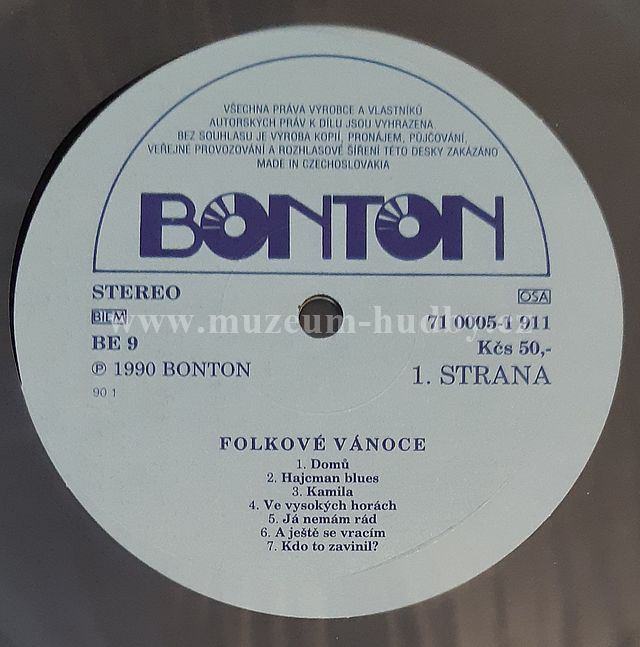 VŠECHNA PRÁVA VÝROBCE A VLASTNÍKŮ
AUTORSKÝCH PRÁV K DÍLU JSOU VYHRAZENA.
BEZ SOUHLASU JE VÝROBA KOPIÍ, PRONÁJEM, PŮJČOVÁNÍ,
VEŘEJNÉ PROVOZOVÁNÍ A ROZHLASOVÉ ŠÍŘENÍ TÉTO DESKY ZAKÁZÁNO
MADE IN CZECHOSLOVAKIA
BONTON
STEREO
OSA
BIEM
www.muzeum-hudby.cz
71 0005-1 911
BE 9
Kčs 50,-
℗ 1990 BONTON
1. STRANA
90 1
FOLKOVÉ VÁNOCE
1. Domů
2. Hajcman blues
3. Kamila
4. Ve vysokých horách
5. Já nemám rád
6. A ještě se vracím
7. Kdo to zavinil?